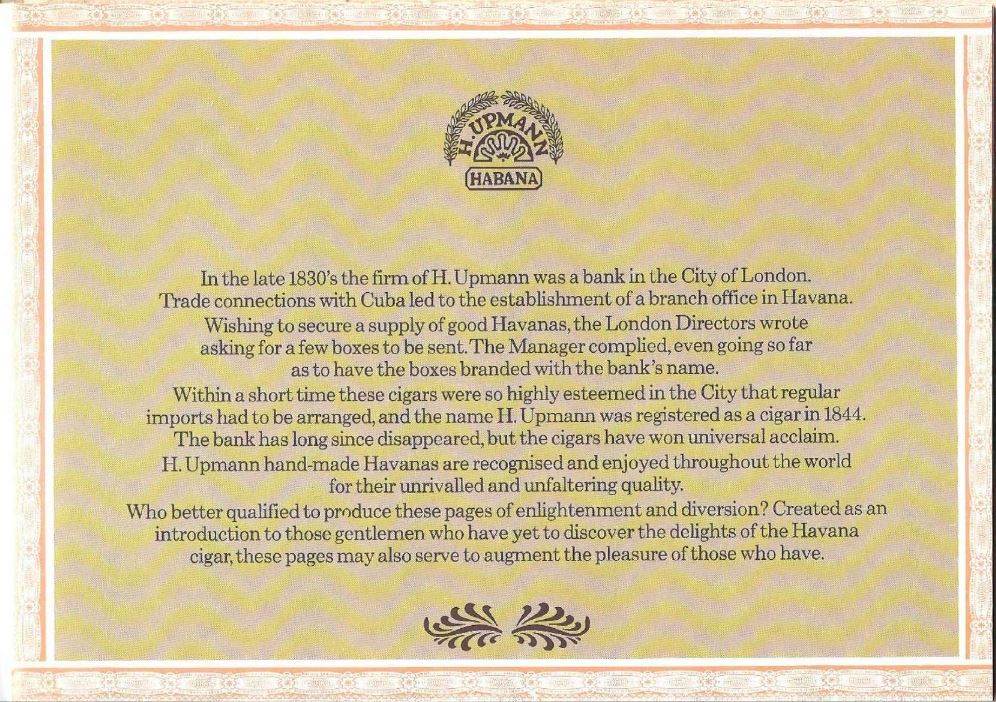 H. UPMANN
HABANA
In the late 1830's the firm of H. Upmann was a bank in the City of London.
Trade connections with Cuba led to the establishment of a branch office in Havana.
Wishing to secure a supply of good Havanas, the London Directors wrote
asking for a few boxes to be sent. The Manager complied, even going so far
as to have the boxes branded with the bank's name.
Within a short time these cigars were so highly esteemed in the City that regular
imports had to be arranged, and the name H. Upmann was registered as a cigar in 1844.
The bank has long since disappeared, but the cigars have won universal acclaim.
H. Upmann hand-made Havanas are recognised and enjoyed throughout the world
for their unrivalled and unfaltering quality.
Who better qualified to produce these pages of enlightenment and diversion? Created as an
introduction to those gentlemen who have yet to discover the delights of the Havana
cigar, these pages may also serve to augment the pleasure of those who have.